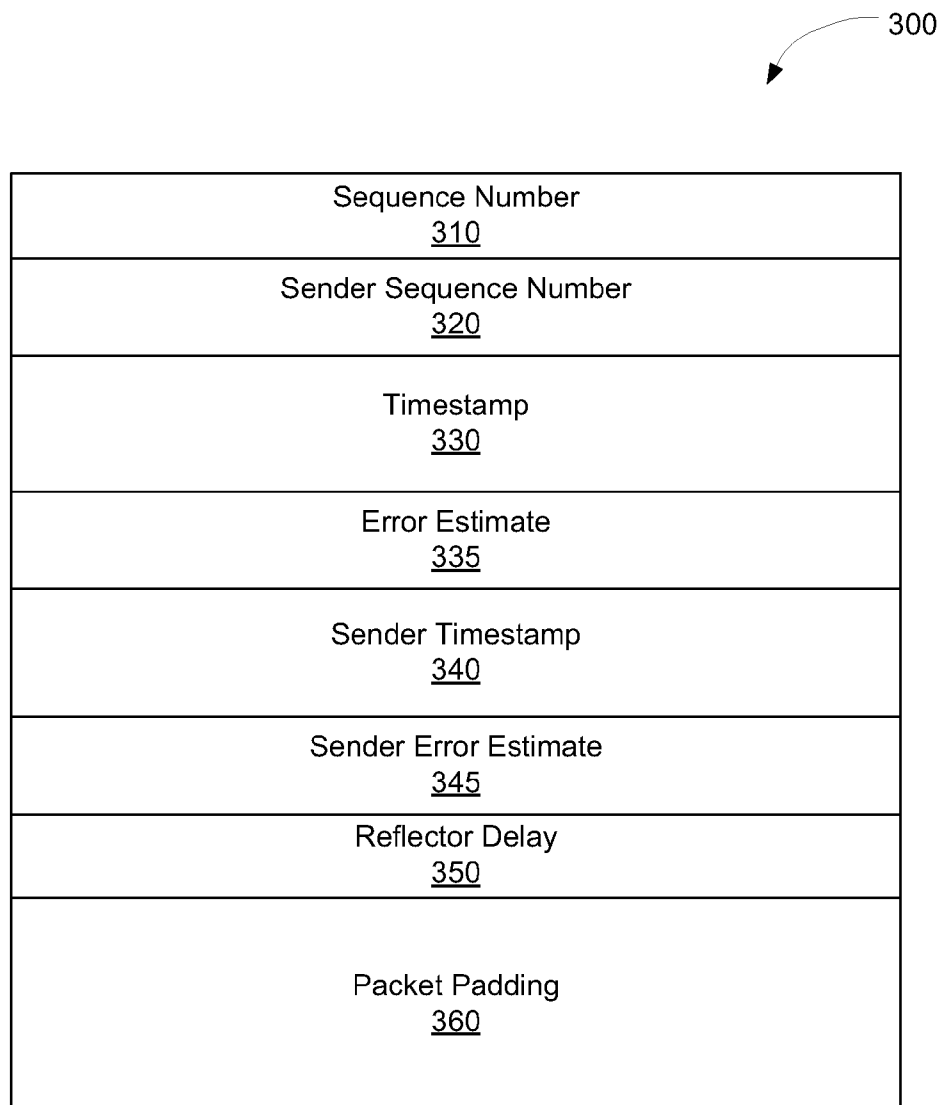 300
Sequence Number
310
Sender Sequence Number
320
Timestamp
330
Error Estimate
335
Sender Timestamp
340
Sender Error Estimate
345
Reflector Delay
350
Packet Padding
360